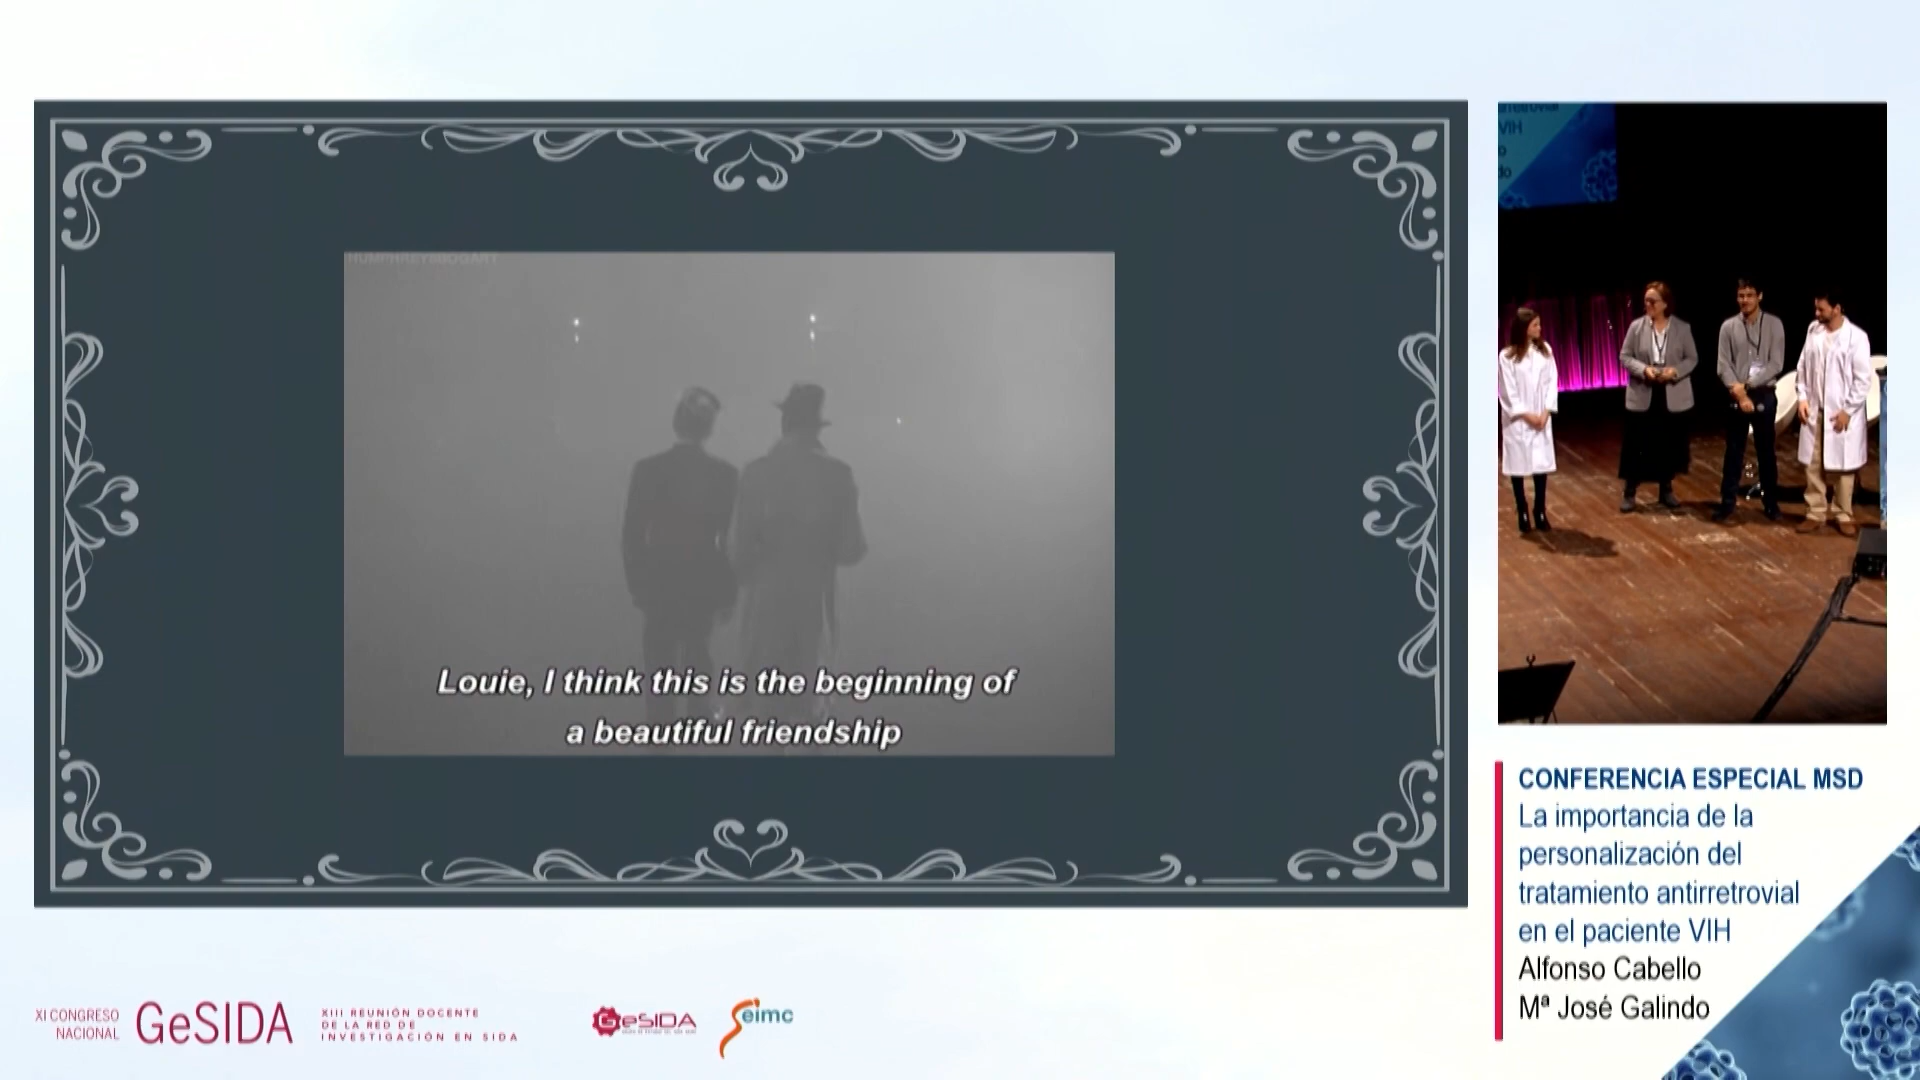 HUMPHREYSBOGART
Louie, I think this is the beginning of
a beautiful friendship
VIH
CONFERENCIA ESPECIAL MSD
La importancia de la
personalización del
tratamiento antirretrovial
en el paciente VIH
Alfonso Cabello
Mª José Galindo
XI CONGRESO
NACIONAL
GeSIDA
XIII REUNIÓN DOCENTE
DE LA RED DE
INVESTIGACIÓN EN SIDA
GeSIDA
Seimc